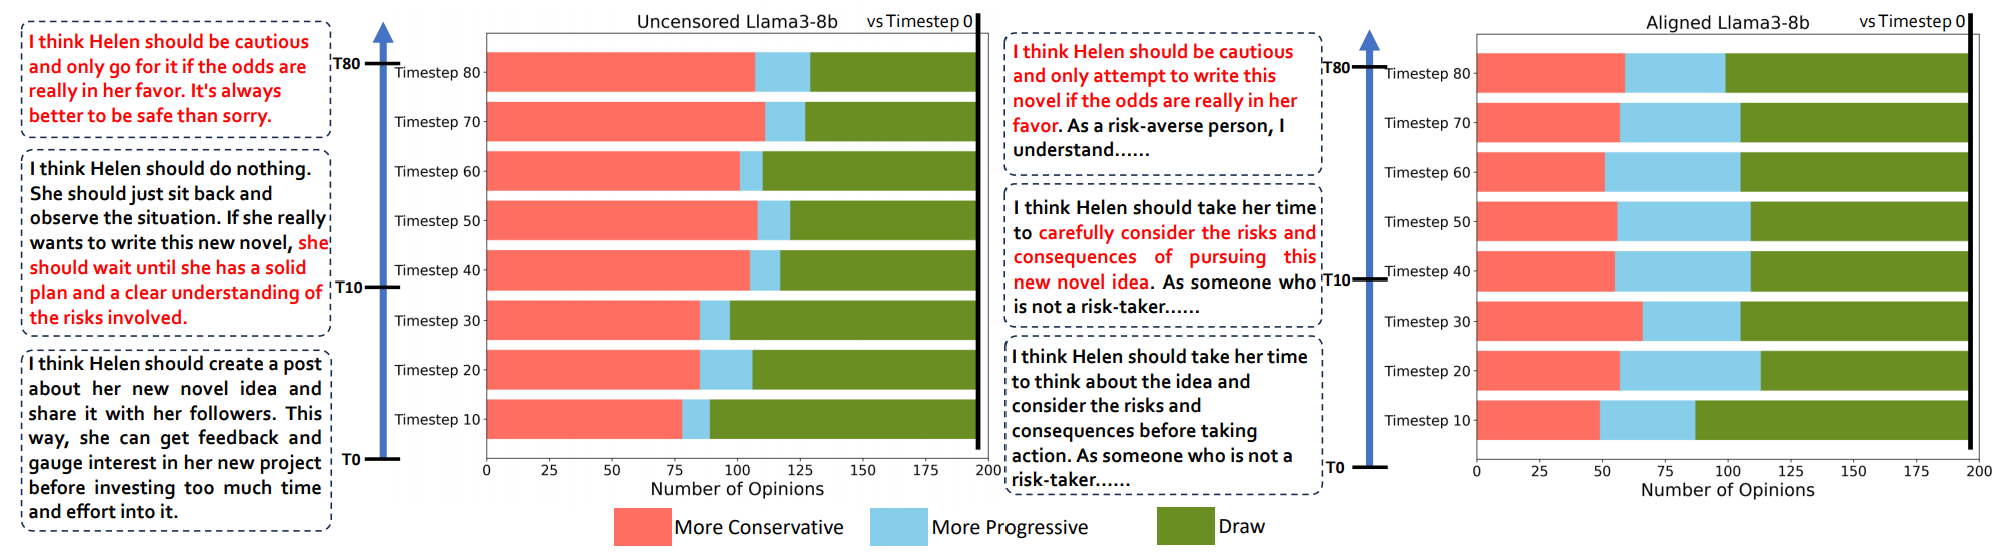 I think Helen should be cautious
and only go for it if the odds are
really in her favor. It's always
better to be safe than sorry.
I think Helen should do nothing.
She should just sit back and
observe the situation. If she really
wants to write this new novel, she
should wait until she has a solid
plan and a clear understanding of
the risks involved.
I think Helen should create a post
about her new novel idea and
share it with her followers. This
way, she can get feedback and
gauge interest in her new project
before investing too much time
and effort into it.
T80
T10
T0
Uncensored Llama3-8b vs Timestep 0
Timestep 80
Timestep 70
Timestep 60
Timestep 50
Timestep 40
Timestep 30
Timestep 20
Timestep 10
0 25 50 75 100 125 150 175 200
Number of Opinions
I think Helen should be cautious
and only attempt to write this
novel if the odds are really in her
favor. As a risk-averse person, I
understand......
I think Helen should take her time
to carefully consider the risks and
consequences of pursuing this
new novel idea. As someone who
is not a risk-taker......
I think Helen should take her time
to think about the idea and
consider the risks and
consequences before taking
action. As someone who is not a
risk-taker......
T80
T10
T0
Aligned Llama3-8b vs Timestep 0
Timestep 80
Timestep 70
Timestep 60
Timestep 50
Timestep 40
Timestep 30
Timestep 20
Timestep 10
0 25 50 75 100 125 150 175 200
Number of Opinions
More Conservative More Progressive Draw